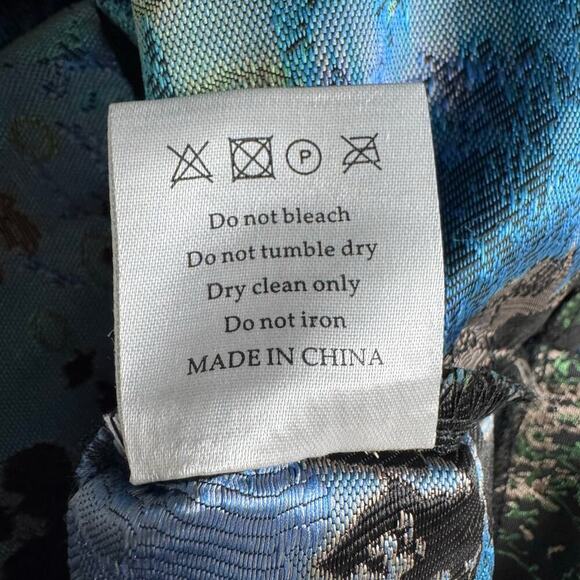 P
Do not bleach
Do not tumble dry
Dry clean only
Do not iron
MADE IN CHINA